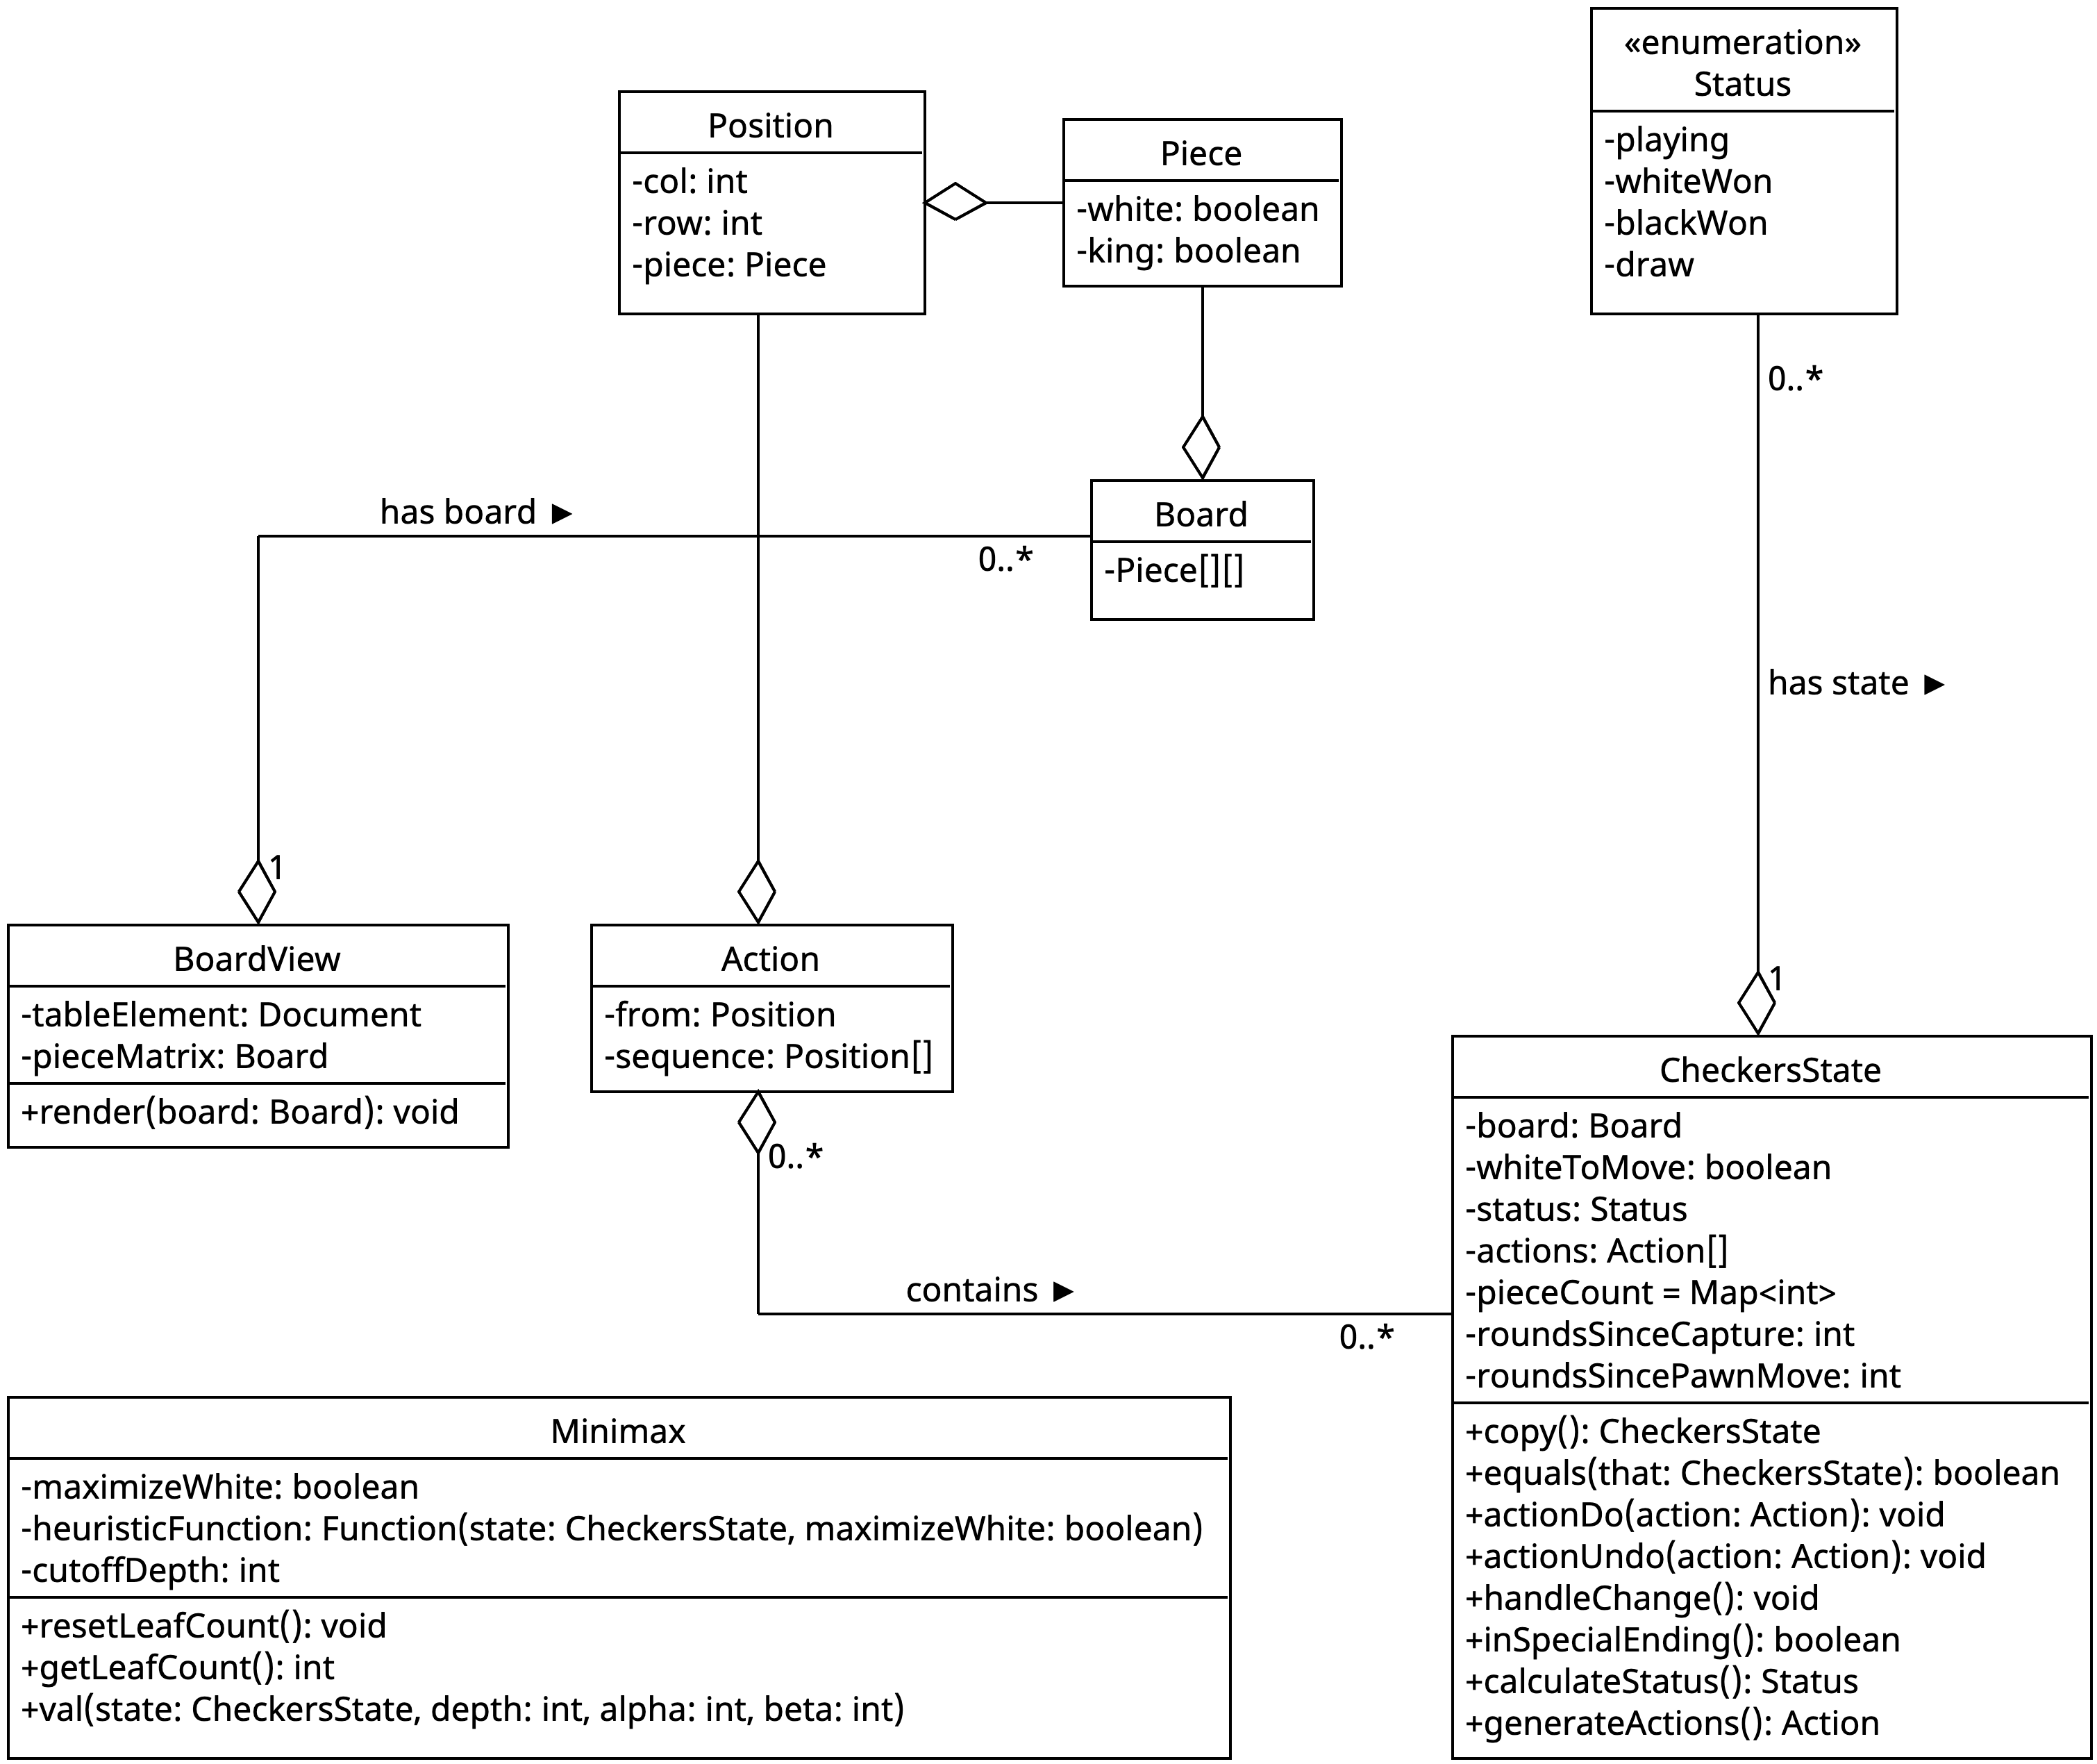 «enumeration»
Status
-playing
-whiteWon
-blackWon
-draw
Position
-col: int
-row: int
-piece: Piece
Piece
-white: boolean
-king: boolean
0..*
has board ►
0..*
Board
-Piece[][]
has state ►
1
BoardView
-tableElement: Document
-pieceMatrix: Board
+render(board: Board): void
Action
-from: Position
-sequence: Position[]
1
0..*
contains ►
0..*
CheckersState
-board: Board
-whiteToMove: boolean
-status: Status
-actions: Action[]
-pieceCount = Map<int>
-roundsSinceCapture: int
-roundsSincePawnMove: int
+copy(): CheckersState
+equals(that: CheckersState): boolean
+actionDo(action: Action): void
+actionUndo(action: Action): void
+handleChange(): void
+inSpecialEnding(): boolean
+calculateStatus(): Status
+generateActions(): Action
Minimax
-maximizeWhite: boolean
-heuristicFunction: Function(state: CheckersState, maximizeWhite: boolean)
-cutoffDepth: int
+resetLeafCount(): void
+getLeafCount(): int
+val(state: CheckersState, depth: int, alpha: int, beta: int)